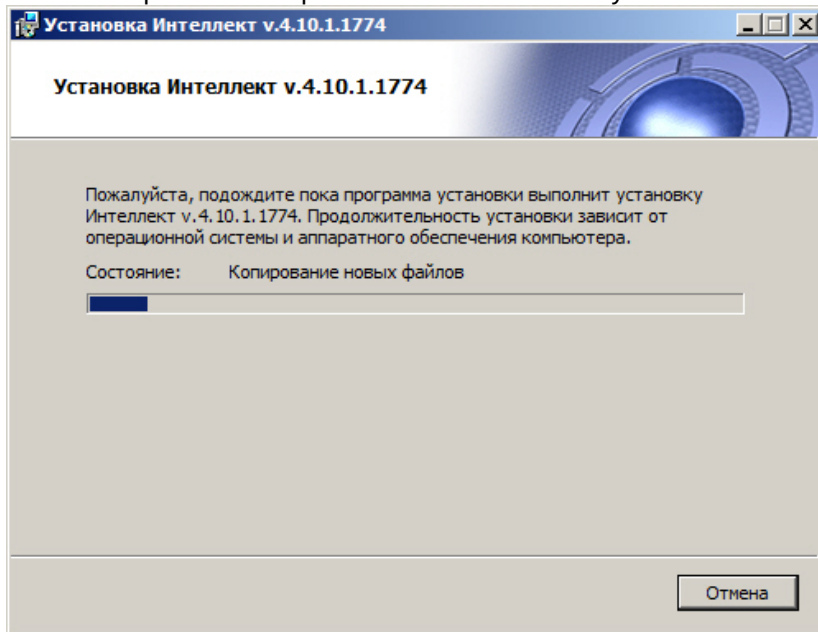 Установка Интеллект v.4.10.1.1774
Установка Интеллект v.4.10.1.1774
Пожалуйста, подождите пока программа установки выполнит установку
Интеллект v.4.10.1.1774. Продолжительность установки зависит от
операционной системы и аппаратного обеспечения компьютера.
Состояние: Копирование новых файлов
Отмена